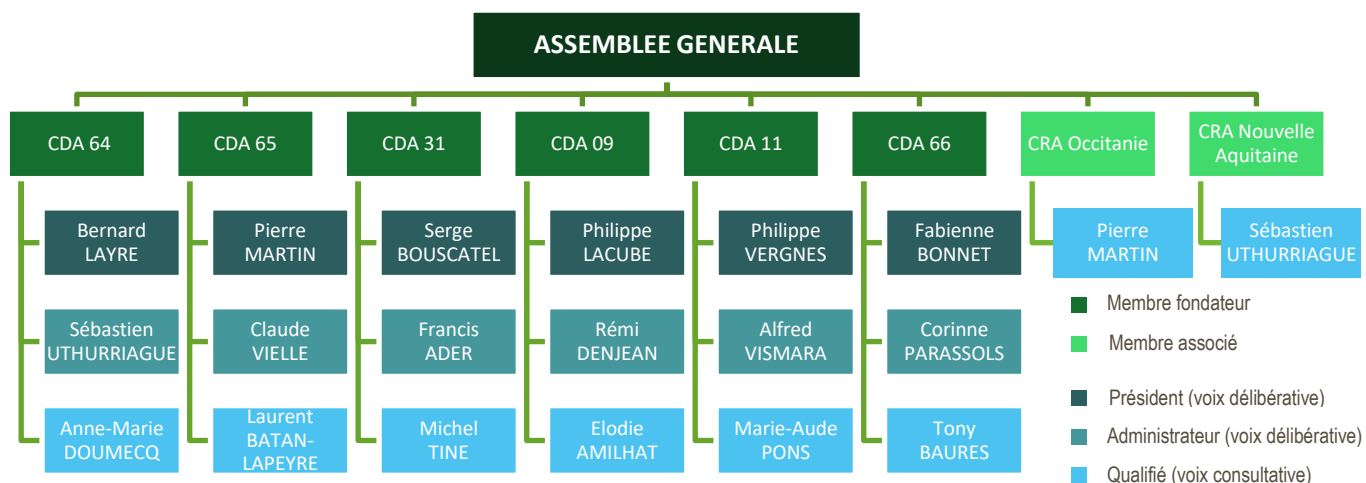 ASSEMBLEE GENERALE
CDA 64
CDA 65
CDA 31
CDA 09
CDA 11
CDA 66
CRA Occitanie
CRA Nouvelle
Aquitaine
Bernard
LAYRE
Pierre
MARTIN
Serge
BOUSCATEL
Philippe
LACUBE
Philippe
VERGNES
Fabienne
BONNET
Pierre
MARTIN
Sébastien
UTHURRIAGUE
Sébastien
UTHURRIAGUE
Claude
VIELLE
Francis
ADER
Rémi
DENJEAN
Alfred
VISMARA
Corinne
PARASSOLS
Anne-Marie
DOUMECQ
Laurent
BATAN-
LAPEYRE
Michel
TINE
Elodie
AMILHAT
Marie-Aude
PONS
Tony
BAURES
Membre fondateur
Membre associé
Président (voix délibérative)
Administrateur (voix délibérative)
Qualifié (voix consultative)